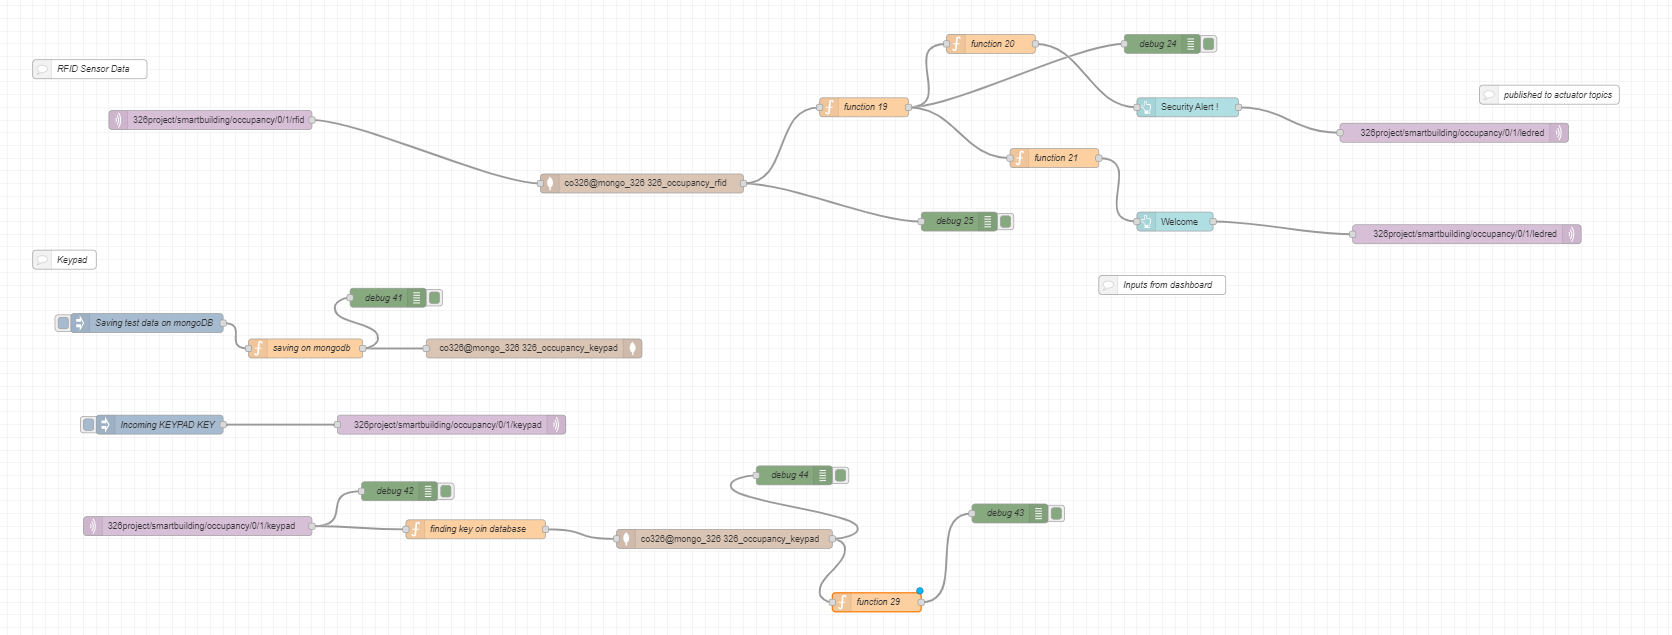 function 20
debug 24
RFID Sensor Data
published to actuator topics
function 19
Security Alert !
326project/smartbuilding/occupancy/0/1/rfid
326project/smartbuilding/occupancy/0/1/ledred
function 21
co326@mongo_326 326_occupancy_rfid
debug 25
Welcome
326project/smartbuilding/occupancy/0/1/ledred
Keypad
Inputs from dashboard
debug 41
Saving test data on mongoDB
saving on mongodb
co326@mongo_326 326_occupancy_keypad
Incoming KEYPAD KEY
326project/smartbuilding/occupancy/0/1/keypad
debug 44
debug 42
debug 43
326project/smartbuilding/occupancy/0/1/keypad
finding key oin database
co326@mongo_326 326_occupancy_keypad
function 29